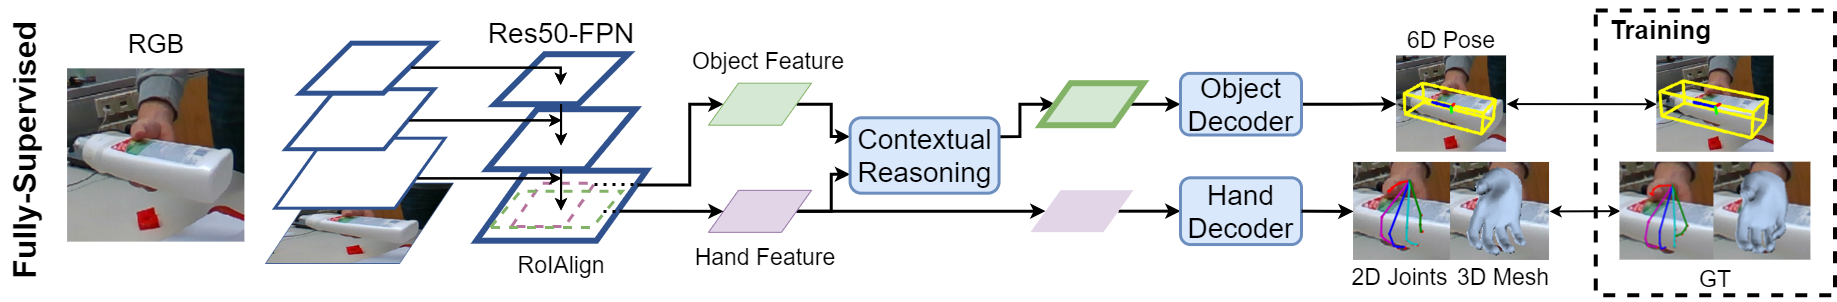 Fully-Supervised
RGB
Res50-FPN
RoIAlign
Object Feature
Hand Feature
Contextual
Reasoning
Object
Decoder
Hand
Decoder
6D Pose
2D Joints
3D Mesh
Training
GT